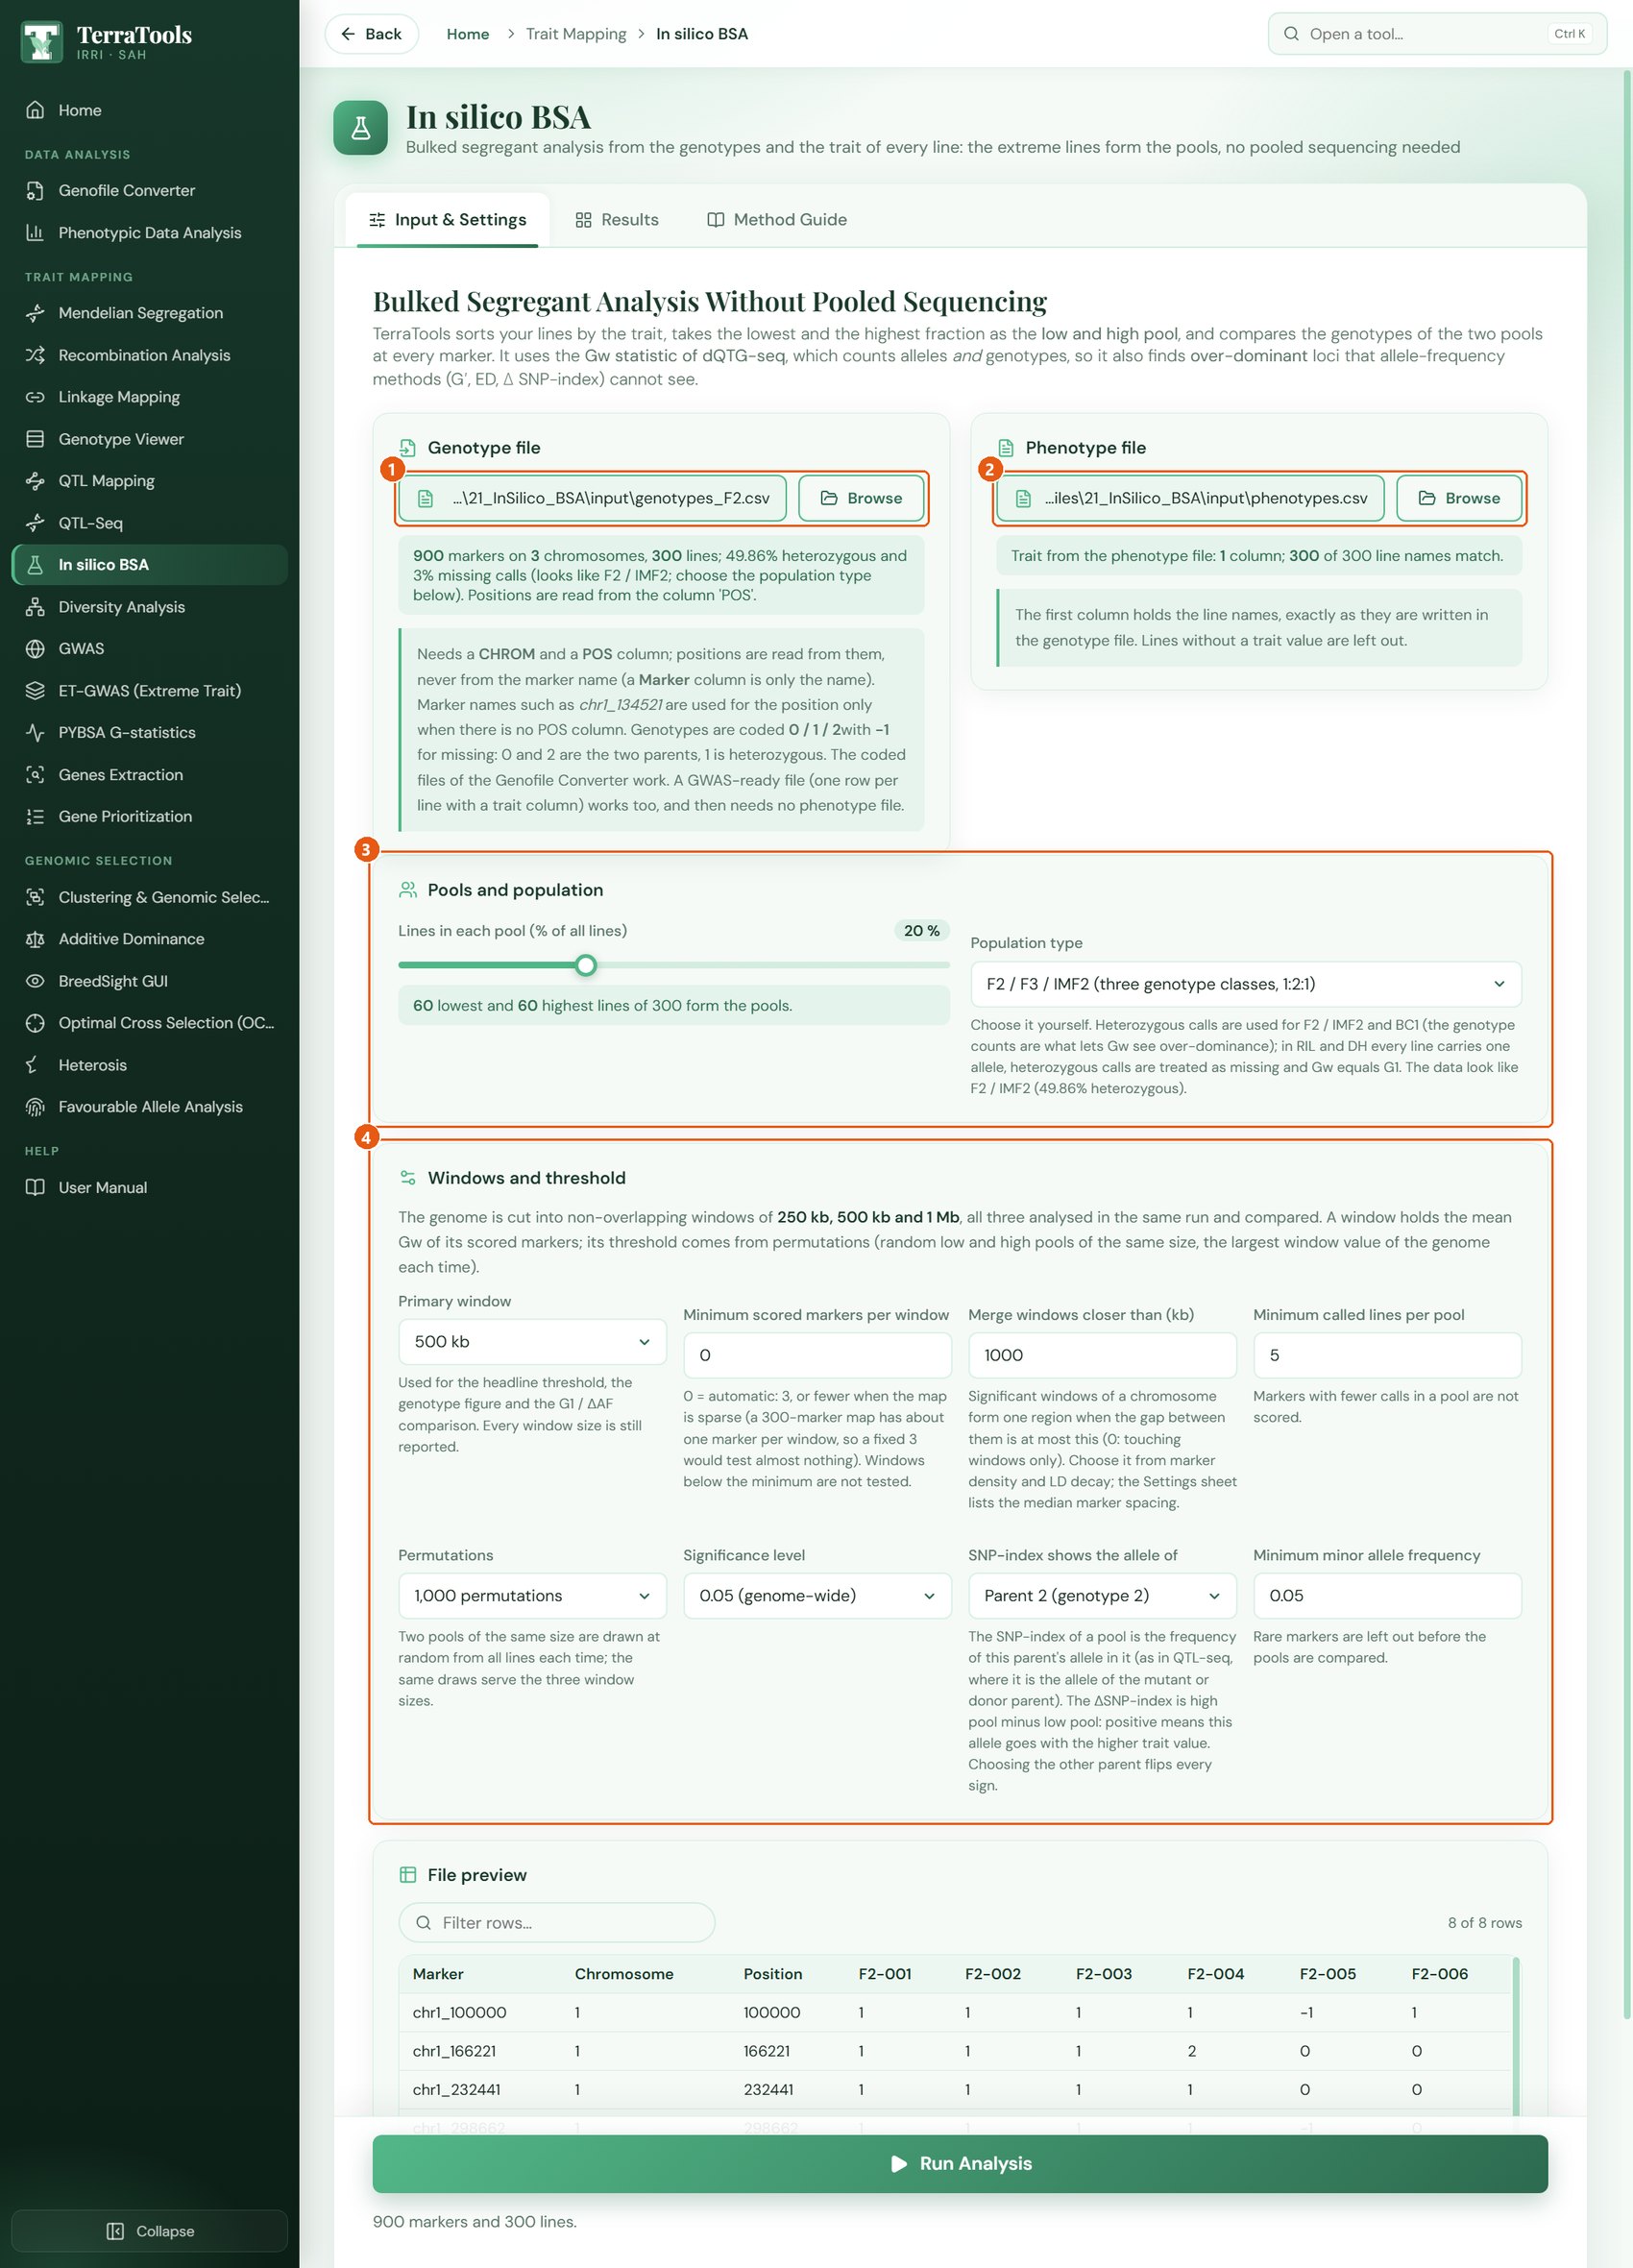 TerraTools
IRRI · SAH
Home
DATA ANALYSIS
Genofile Converter
Phenotypic Data Analysis
TRAIT MAPPING
Mendelian Segregation
Recombination Analysis
Linkage Mapping
Genotype Viewer
QTL Mapping
QTL-Seq
In silico BSA
Diversity Analysis
GWAS
ET-GWAS (Extreme Trait)
PYBSA G-statistics
Genes Extraction
Gene Prioritization
GENOMIC SELECTION
Clustering & Genomic Selec...
Additive Dominance
BreedSight GUI
Optimal Cross Selection (OC...
Heterosis
Favourable Allele Analysis
HELP
User Manual
Collapse
Back
Home > Trait Mapping > In silico BSA
Open a tool...
Ctrl K
In silico BSA
Bulked segregant analysis from the genotypes and the trait of every line: the extreme lines form the pools, no pooled sequencing needed
Input & Settings
Results
Method Guide
Bulked Segregant Analysis Without Pooled Sequencing
TerraTools sorts your lines by the trait, takes the lowest and the highest fraction as the low and high pool, and compares the genotypes of the two pools
at every marker. It uses the Gw statistic of dQTG-seq, which counts alleles and genotypes, so it also finds over-dominant loci that allele-frequency
methods (G′, ED, Δ SNP-index) cannot see.
Genotype file
1
...\21_InSilico_BSA\input\genotypes_F2.csv
Browse
900 markers on 3 chromosomes, 300 lines; 49.86% heterozygous and
3% missing calls (looks like F2 / IMF2; choose the population type
below). Positions are read from the column 'POS'.
Needs a CHROM and a POS column; positions are read from them,
never from the marker name (a Marker column is only the name).
Marker names such as chr1_134521 are used for the position only
when there is no POS column. Genotypes are coded 0 / 1 / 2with −1
for missing: 0 and 2 are the two parents, 1 is heterozygous. The coded
files of the Genofile Converter work. A GWAS-ready file (one row per
line with a trait column) works too, and then needs no phenotype file.
Phenotype file
2
...iles\21_InSilico_BSA\input\phenotypes.csv
Browse
Trait from the phenotype file: 1 column; 300 of 300 line names match.
The first column holds the line names, exactly as they are written in
the genotype file. Lines without a trait value are left out.
3
Pools and population
Lines in each pool (% of all lines)
20 %
60 lowest and 60 highest lines of 300 form the pools.
Population type
F2 / F3 / IMF2 (three genotype classes, 1:2:1)
Choose it yourself. Heterozygous calls are used for F2 / IMF2 and BC1 (the genotype
counts are what lets Gw see over-dominance); in RIL and DH every line carries one
allele, heterozygous calls are treated as missing and Gw equals G1. The data look like
F2 / IMF2 (49.86% heterozygous).
4
Windows and threshold
The genome is cut into non-overlapping windows of 250 kb, 500 kb and 1 Mb, all three analysed in the same run and compared. A window holds the mean
Gw of its scored markers; its threshold comes from permutations (random low and high pools of the same size, the largest window value of the genome
each time).
Primary window
500 kb
Used for the headline threshold, the
genotype figure and the G1 / ΔAF
comparison. Every window size is still
reported.
Minimum scored markers per window
0
0 = automatic: 3, or fewer when the map
is sparse (a 300-marker map has about
one marker per window, so a fixed 3
would test almost nothing). Windows
below the minimum are not tested.
Merge windows closer than (kb)
1000
Significant windows of a chromosome
form one region when the gap between
them is at most this (0: touching
windows only). Choose it from marker
density and LD decay; the Settings sheet
lists the median marker spacing.
Minimum called lines per pool
5
Markers with fewer calls in a pool are not
scored.
Permutations
1,000 permutations
Two pools of the same size are drawn at
random from all lines each time; the
same draws serve the three window
sizes.
Significance level
0.05 (genome-wide)
SNP-index shows the allele of
Parent 2 (genotype 2)
The SNP-index of a pool is the frequency
of this parent's allele in it (as in QTL-seq,
where it is the allele of the mutant or
donor parent). The ΔSNP-index is high
pool minus low pool: positive means this
allele goes with the higher trait value.
Choosing the other parent flips every
sign.
Minimum minor allele frequency
0.05
Rare markers are left out before the
pools are compared.
File preview
Filter rows...
8 of 8 rows
Marker Chromosome Position F2-001 F2-002 F2-003 F2-004 F2-005 F2-006
chr1_100000 1 100000 1 1 1 1 -1 1
chr1_166221 1 166221 1 1 1 2 0 0
chr1_232441 1 232441 1 1 1 1 0 0
chr1_298662 1 298662 1 1 1 1 -1 0
Run Analysis
900 markers and 300 lines.